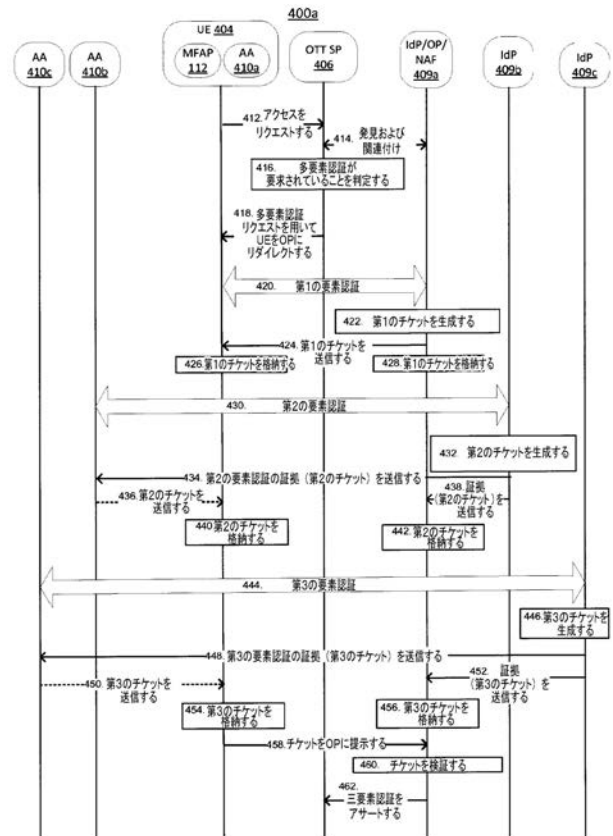 400a
UE 404
MFAP
112
AA
410a
AA
410c
AA
410b
OTT SP
406
IdP/OP/
NAF
409a
IdP
409b
IdP
409c
412. アクセスを
リクエストする
414. 発見および
関連付け
416. 多要素認証が
要求されていることを判定する
418. 多要素認証
リクエストを用いて
UEをOPに
リダイレクトする
420. 第1の要素認証
422. 第1のチケットを生成する
424. 第1のチケットを
送信する
426. 第1のチケットを格納する
428. 第1のチケットを格納する
430. 第2の要素認証
432. 第2のチケットを
生成する
434. 第2の要素認証の証拠（第2のチケット）を送信する
436. 第2のチケットを
送信する
438. 証拠
（第2のチケット）を
送信する
440 第2のチケットを
格納する
442. 第2のチケットを
格納する
444. 第3の要素認証
446. 第3のチケットを
生成する
448. 第3の要素認証の証拠（第3のチケット）を送信する
450. 第3のチケットを
送信する
452. 証拠
（第3のチケット）を
送信する
454. 第3のチケットを
格納する
456. 第3のチケットを
格納する
458. チケットをOPに提示する
460. チケットを検証する
462.
三要素認証を
アサートする